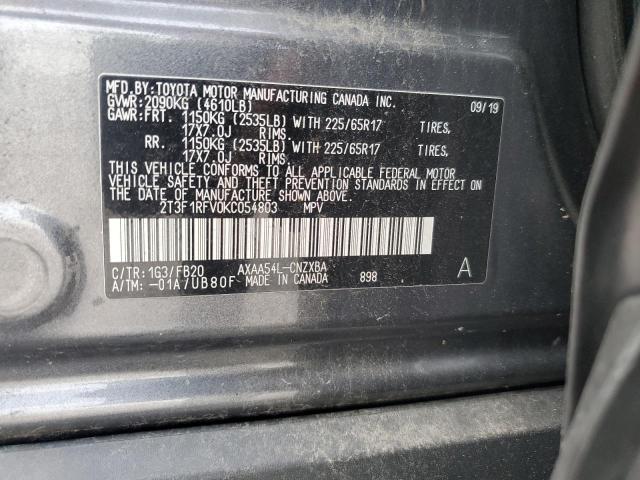 MFD.BY:TOYOTA MOTOR MANUFACTURING CANADA INC. 09/19
GVWR:2090KG (4610LB)
GAWR:FRT. 1150KG (2535LB) WITH 225/65R17 TIRES,
17X7.0J RIMS.
RR. 1150KG (2535LB) WITH 225/65R17 TIRES,
17X7.0J RIMS.
THIS VEHICLE CONFORMS TO ALL APPLICABLE FEDERAL MOTOR
VEHICLE SAFETY AND THEFT PREVENTION STANDARDS IN EFFECT ON
THE DATE OF MANUFACTURE SHOWN ABOVE.
2T3F1RFV0KC054803 MPV
C/TR:1G3/FB20 AXAA54L-CNZXBA A
A/TM:-01A/UB80F MADE IN CANADA 898